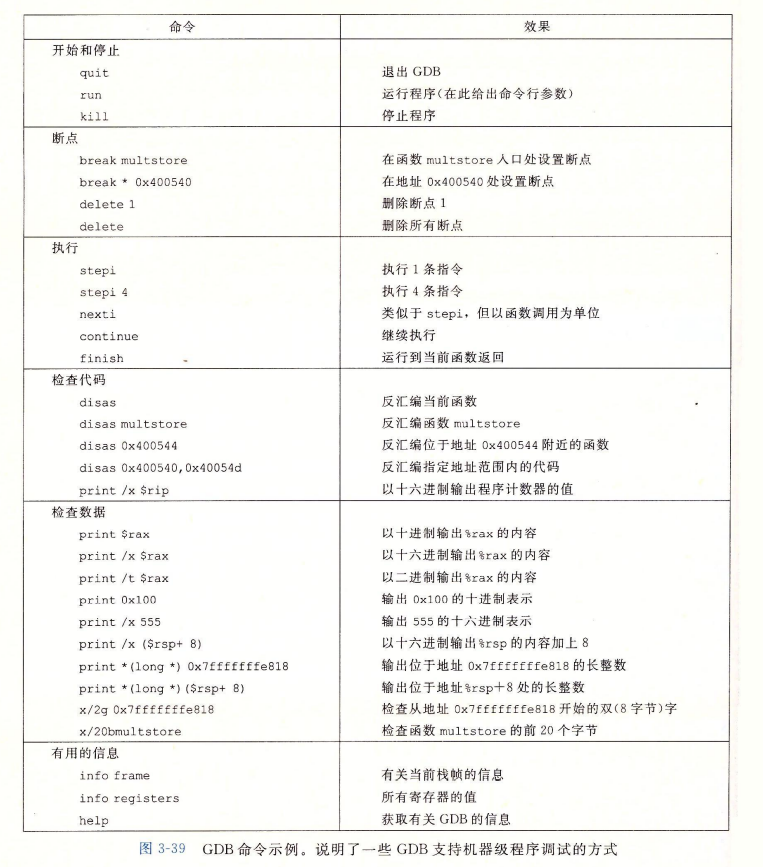 命令 效果
开始和停止
quit 退出 GDB
run 运行程序(在此给出命令行参数)
kill 停止程序
断点
break multstore 在函数 multstore 入口处设置断点
break * 0x400540 在地址 0x400540 处设置断点
delete 1 删除断点 1
delete 删除所有断点
执行
stepi 执行 1 条指令
stepi 4 执行 4 条指令
nexti 类似于 stepi，但以函数调用为单位
continue 继续执行
finish 运行到当前函数返回
检查代码
disas 反汇编当前函数
disas multstore 反汇编函数 multstore
disas 0x400544 反汇编位于地址 0x400544 附近的函数
disas 0x400540,0x40054d 反汇编指定地址范围内的代码
print /x $rip 以十六进制输出程序计数器的值
检查数据
print $rax 以十进制输出%rax 的内容
print /x $rax 以十六进制输出%rax 的内容
print /t $rax 以二进制输出%rax 的内容
print 0x100 输出 0x100 的十进制表示
print /x 555 输出 555 的十六进制表示
print /x ($rsp+ 8) 以十六进制输出%rsp 的内容加上 8
print *(long *) 0x7fffffffe818 输出位于地址 0x7fffffffe818 的长整数
print *(long *)($rsp+ 8) 输出位于地址%rsp+8 处的长整数
x/2g 0x7fffffffe818 检查从地址 0x7fffffffe818 开始的双(8 字节)字
x/20bmultstore 检查函数 multstore 的前 20 个字节
有用的信息
info frame 有关当前栈帧的信息
info registers 所有寄存器的值
help 获取有关 GDB 的信息
图 3-39 GDB 命令示例。说明了一些 GDB 支持机器级程序调试的方式